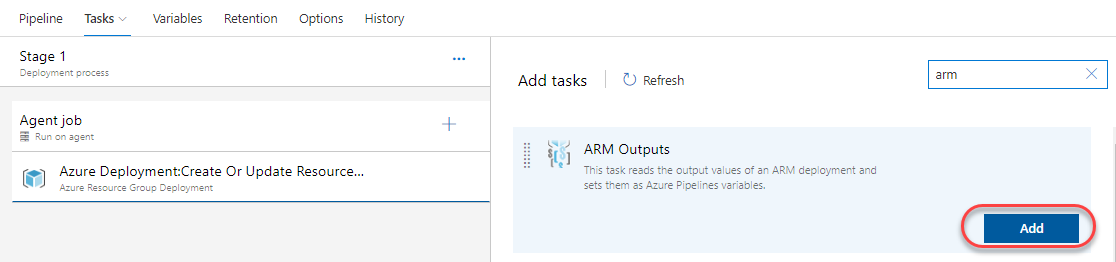 Pipeline Tasks Variables Retention Options History
Stage 1
Deployment process
Agent job
Run on agent
Azure Deployment:Create Or Update Resource...
Azure Resource Group Deployment
Add tasks Refresh arm
ARM Outputs
This task reads the output values of an ARM deployment and
sets them as Azure Pipelines variables.
Add